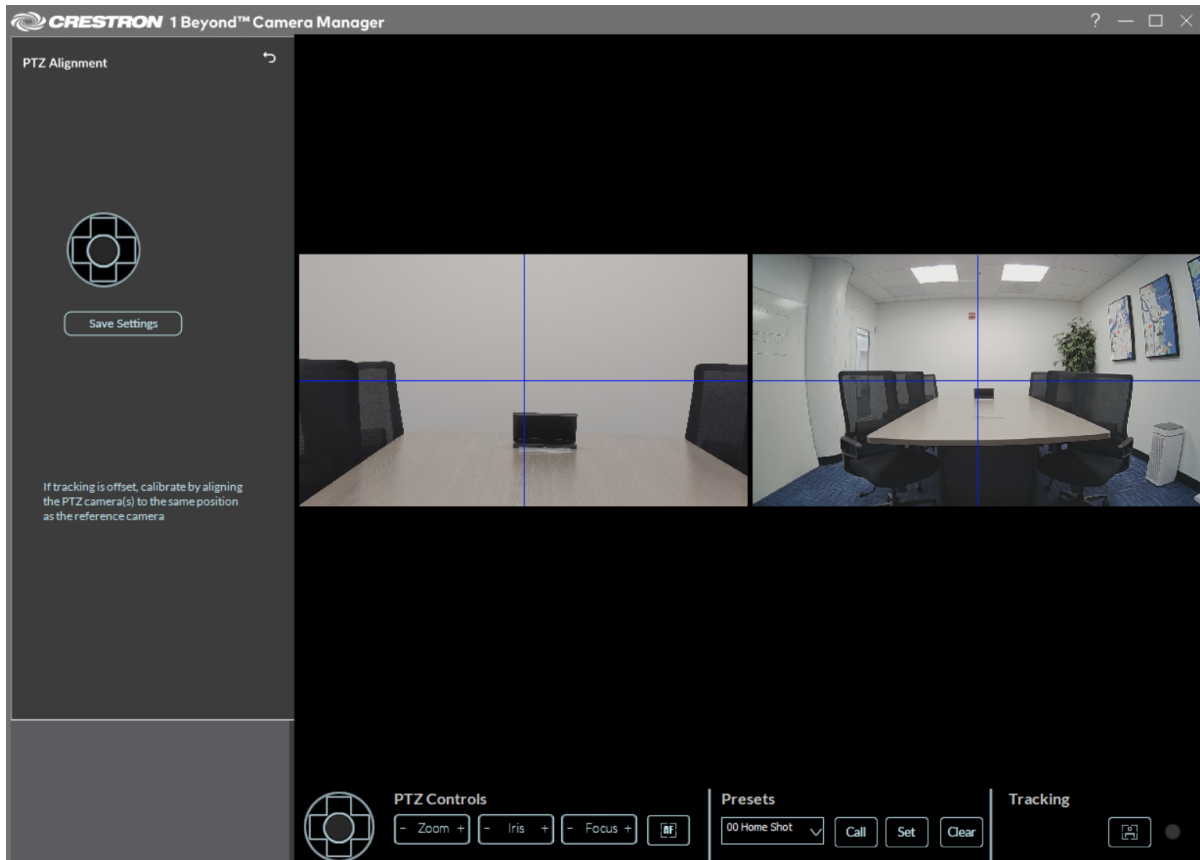 CRESTRON 1 Beyond™ Camera Manager
?
PTZ Alignment
Save Settings
If tracking is offset, calibrate by aligning
the PTZ camera(s) to the same position
as the reference camera
PTZ Controls
- Zoom +
- Iris +
- Focus +
AF
Presets
00 Home Shot
Call
Set
Clear
Tracking